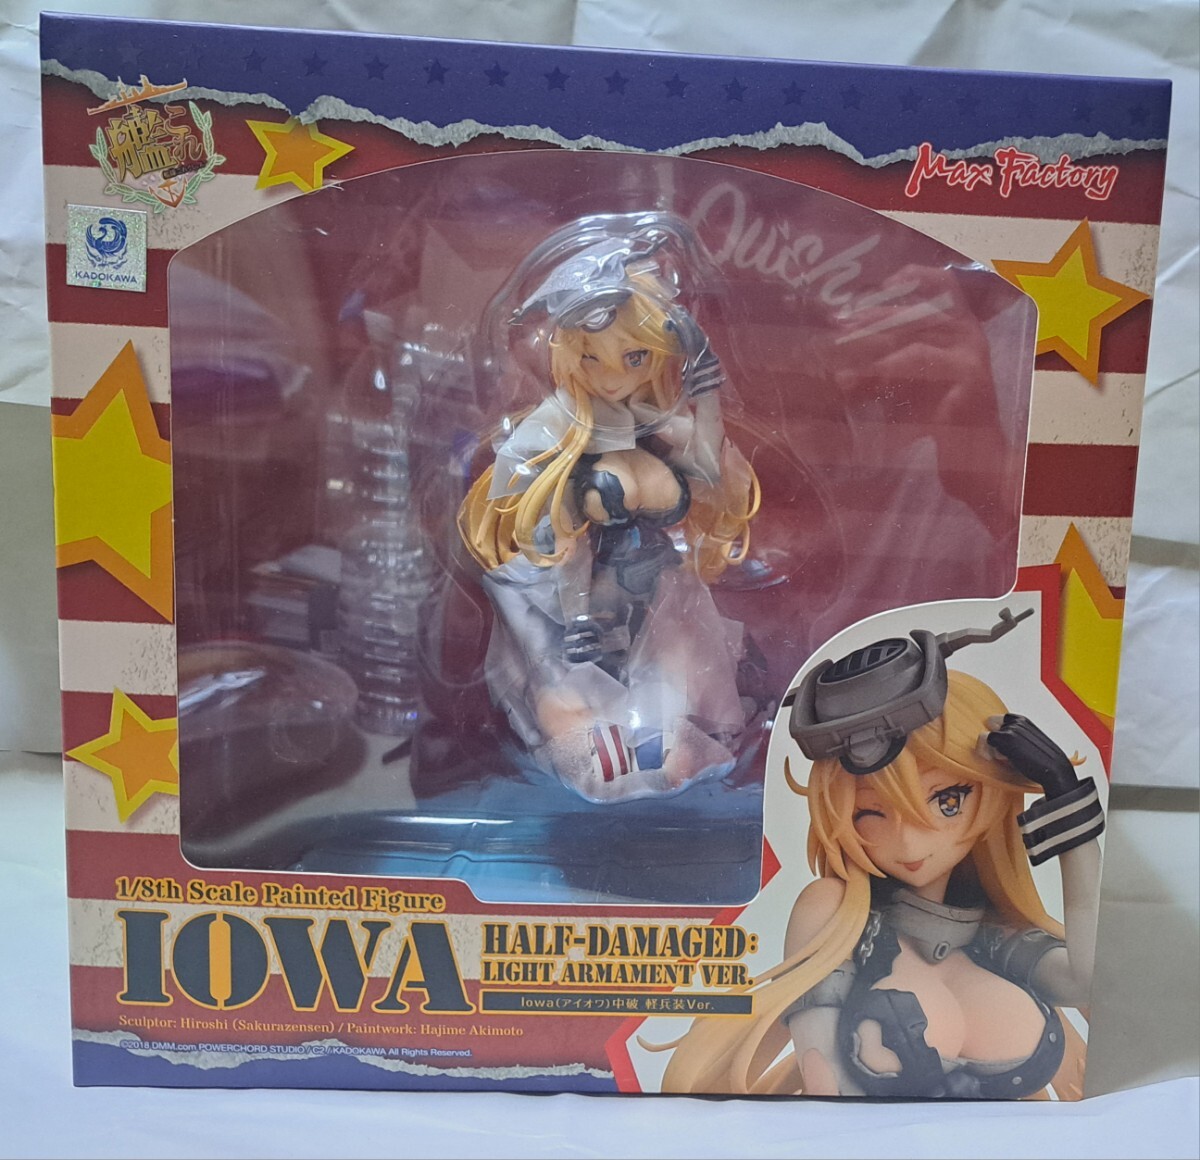 艦これ
KADOKAWA
Max Factory
1/8th Scale Painted Figure
IOWA
HALF-DAMAGED:
LIGHT ARMAMENT VER.
Iowa(アイオワ)中破 軽兵装Ver.
Sculptor: Hiroshi (Sakurazensen) / Paintwork: Hajime Akimoto
©2018 DMM.com POWERCHORD STUDIO / C2 / KADOKAWA All Rights Reserved.